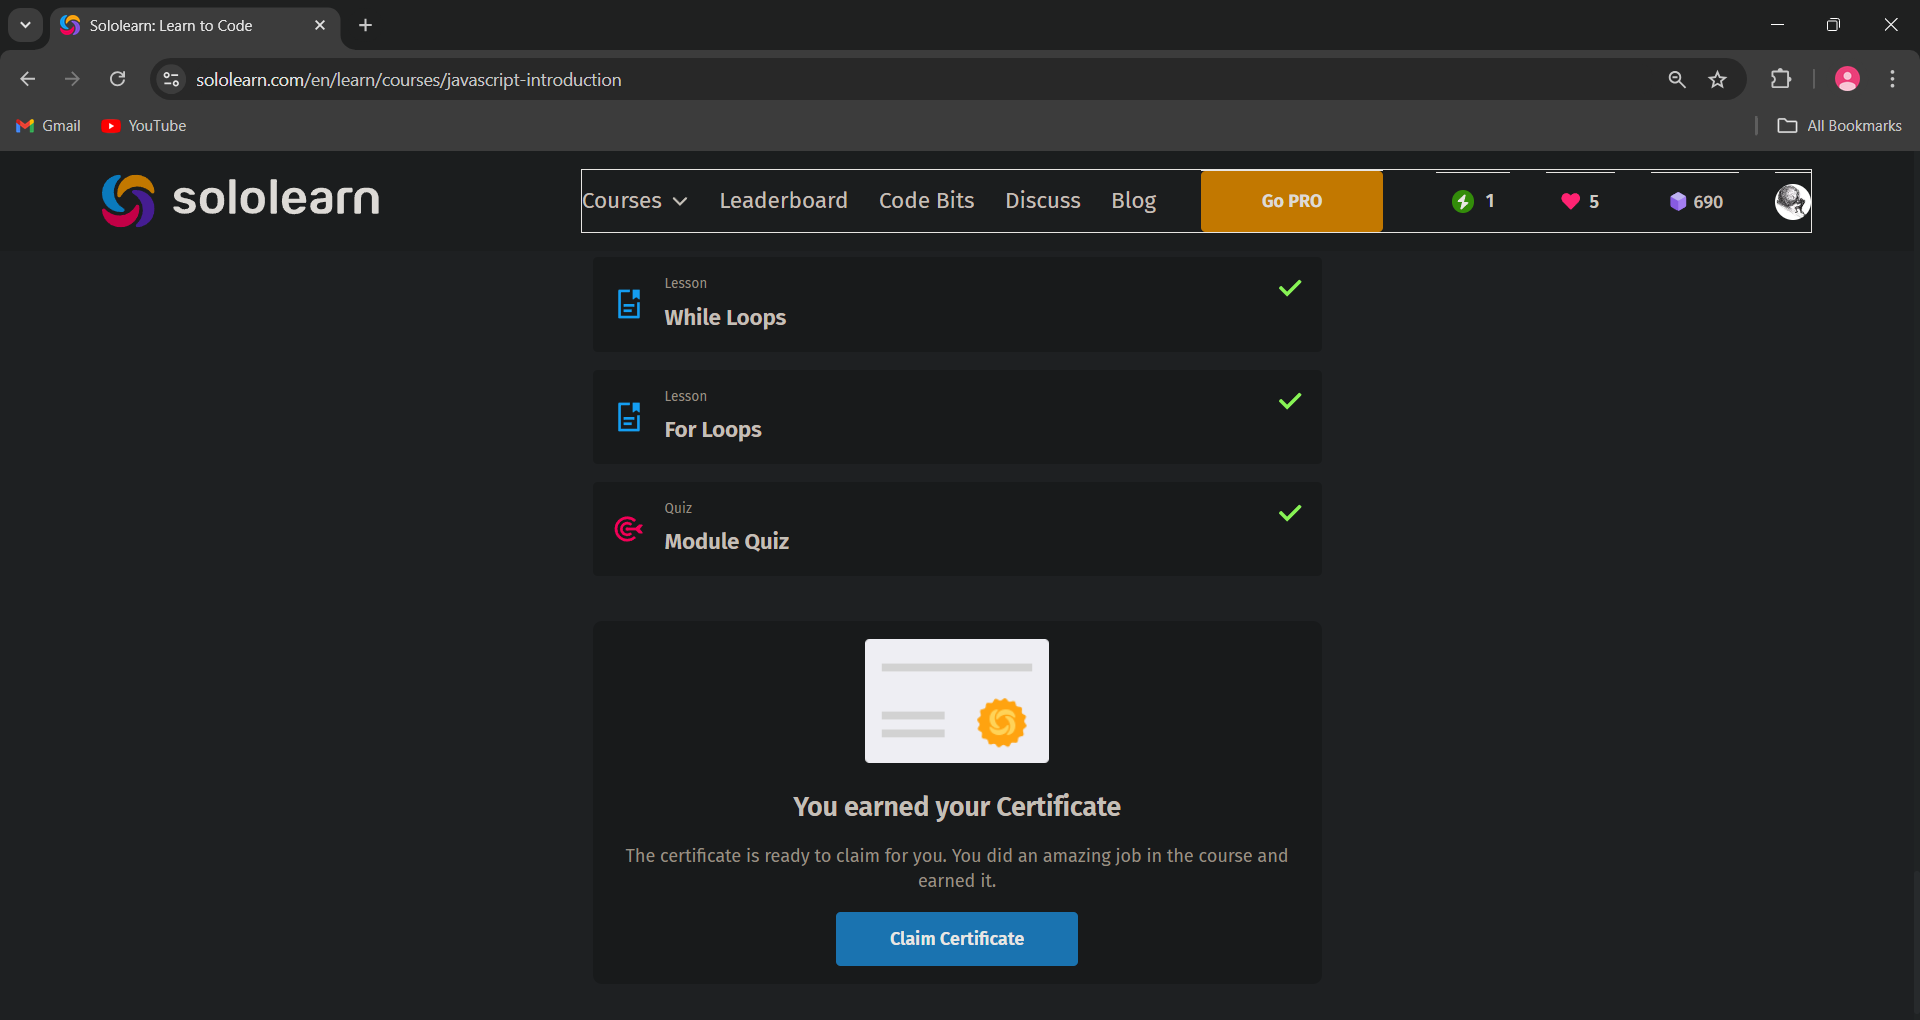 Sololearn: Learn to Code
sololearn.com/en/learn/courses/javascript-introduction
Gmail YouTube All Bookmarks
sololearn Courses Leaderboard Code Bits Discuss Blog Go PRO 1 5 690
Lesson
While Loops
Lesson
For Loops
Quiz
Module Quiz
You earned your Certificate
The certificate is ready to claim for you. You did an amazing job in the course and
earned it.
Claim Certificate